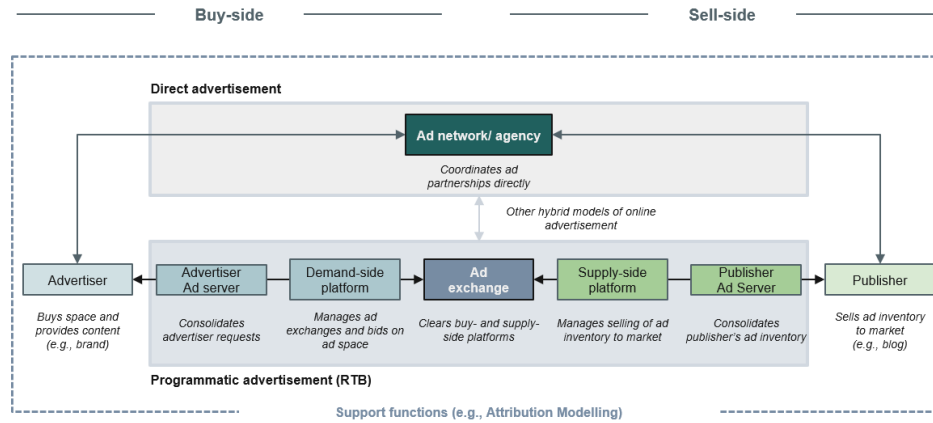 Buy-side
Sell-side
Direct advertisement
Ad network/ agency
Coordinates ad
partnerships directly
Other hybrid models of online
advertisement
Advertiser
Advertiser
Ad server
Demand-side
platform
Ad
exchange
Supply-side
platform
Publisher
Ad Server
Publisher
Buys space and
provides content
(e.g., brand)
Consolidates
advertiser requests
Manages ad
exchanges and bids on
ad space
Clears buy- and supply-
side platforms
Manages selling of ad
inventory to market
Consolidates
publisher's ad inventory
Sells ad inventory
to market
(e.g., blog)
Programmatic advertisement (RTB)
Support functions (e.g., Attribution Modelling)